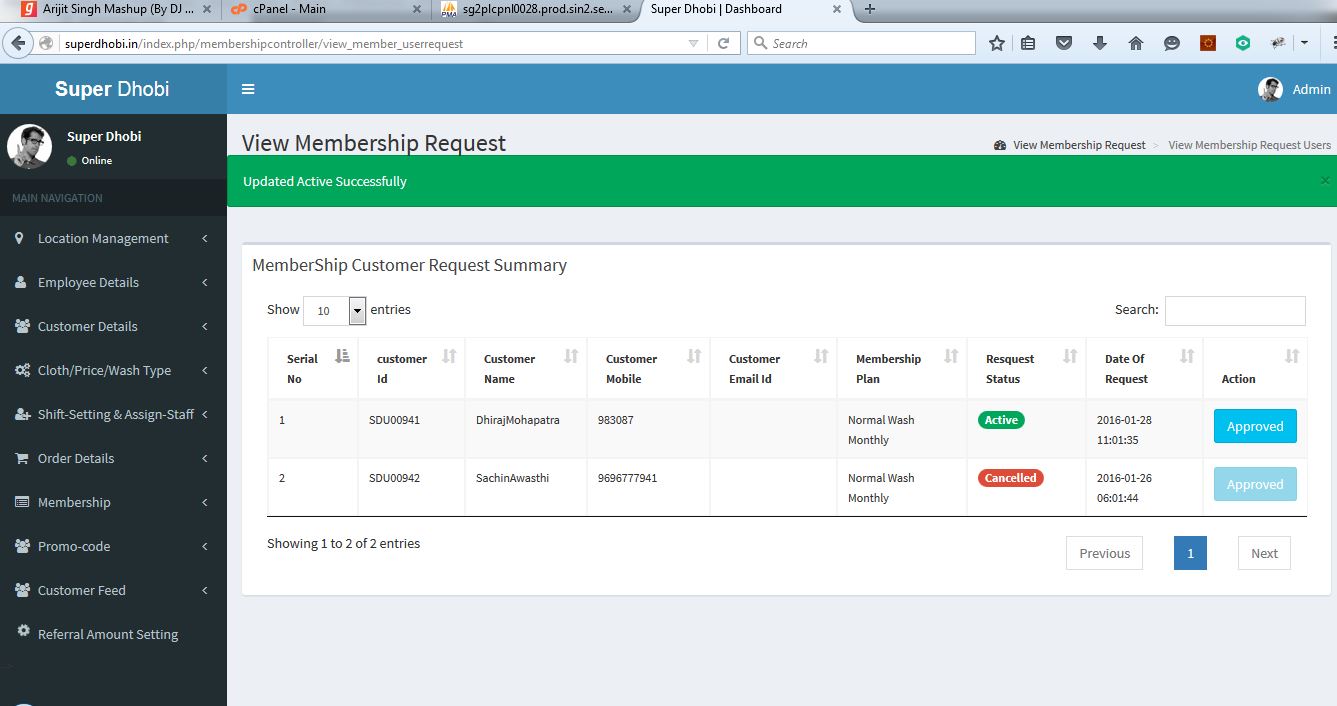 Arijit Singh Mashup (By DJ ...
cPanel - Main
sg2plcpnl0028.prod.sin2.se...
Super Dhobi | Dashboard
superdhobi.in/index.php/membershipcontroller/view_member_userrequest
Search
Super Dhobi
Admin
Super Dhobi
Online
MAIN NAVIGATION
Location Management
Employee Details
Customer Details
Cloth/Price/Wash Type
Shift-Setting & Assign-Staff
Order Details
Membership
Promo-code
Customer Feed
Referral Amount Setting
View Membership Request
View Membership Request > View Membership Request Users
Updated Active Successfully
×
MemberShip Customer Request Summary
Show 10 entries
Search:
Serial No
customer Id
Customer Name
Customer Mobile
Customer Email Id
Membership Plan
Resquest Status
Date Of Request
Action
1 SDU00941 DhirajMohapatra 983087 Normal Wash Monthly Active 2016-01-28 11:01:35 Approved
2 SDU00942 SachinAwasthi 9696777941 Normal Wash Monthly Cancelled 2016-01-26 06:01:44 Approved
Showing 1 to 2 of 2 entries
Previous 1 Next